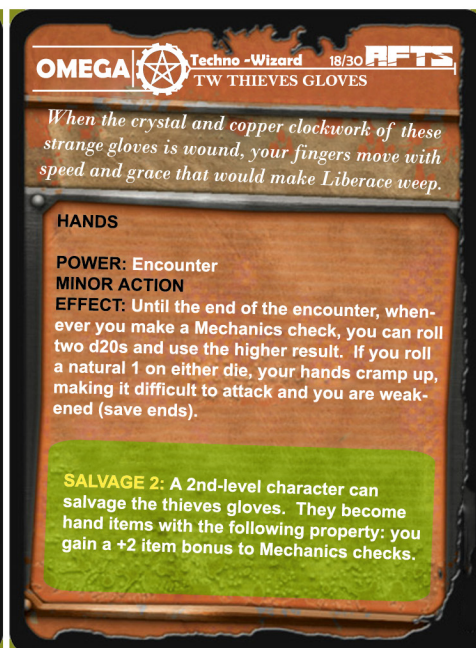 OMEGA Techno -Wizard 18/30 RFTS
TW THIEVES GLOVES
When the crystal and copper clockwork of these
strange gloves is wound, your fingers move with
speed and grace that would make Liberace weep.
HANDS
POWER: Encounter
MINOR ACTION
EFFECT: Until the end of the encounter, when-
ever you make a Mechanics check, you can roll
two d20s and use the higher result. If you roll
a natural 1 on either die, your hands cramp up,
making it difficult to attack and you are weak-
ened (save ends).
SALVAGE 2: A 2nd-level character can
salvage the thieves gloves. They become
hand items with the following property: you
gain a +2 item bonus to Mechanics checks.